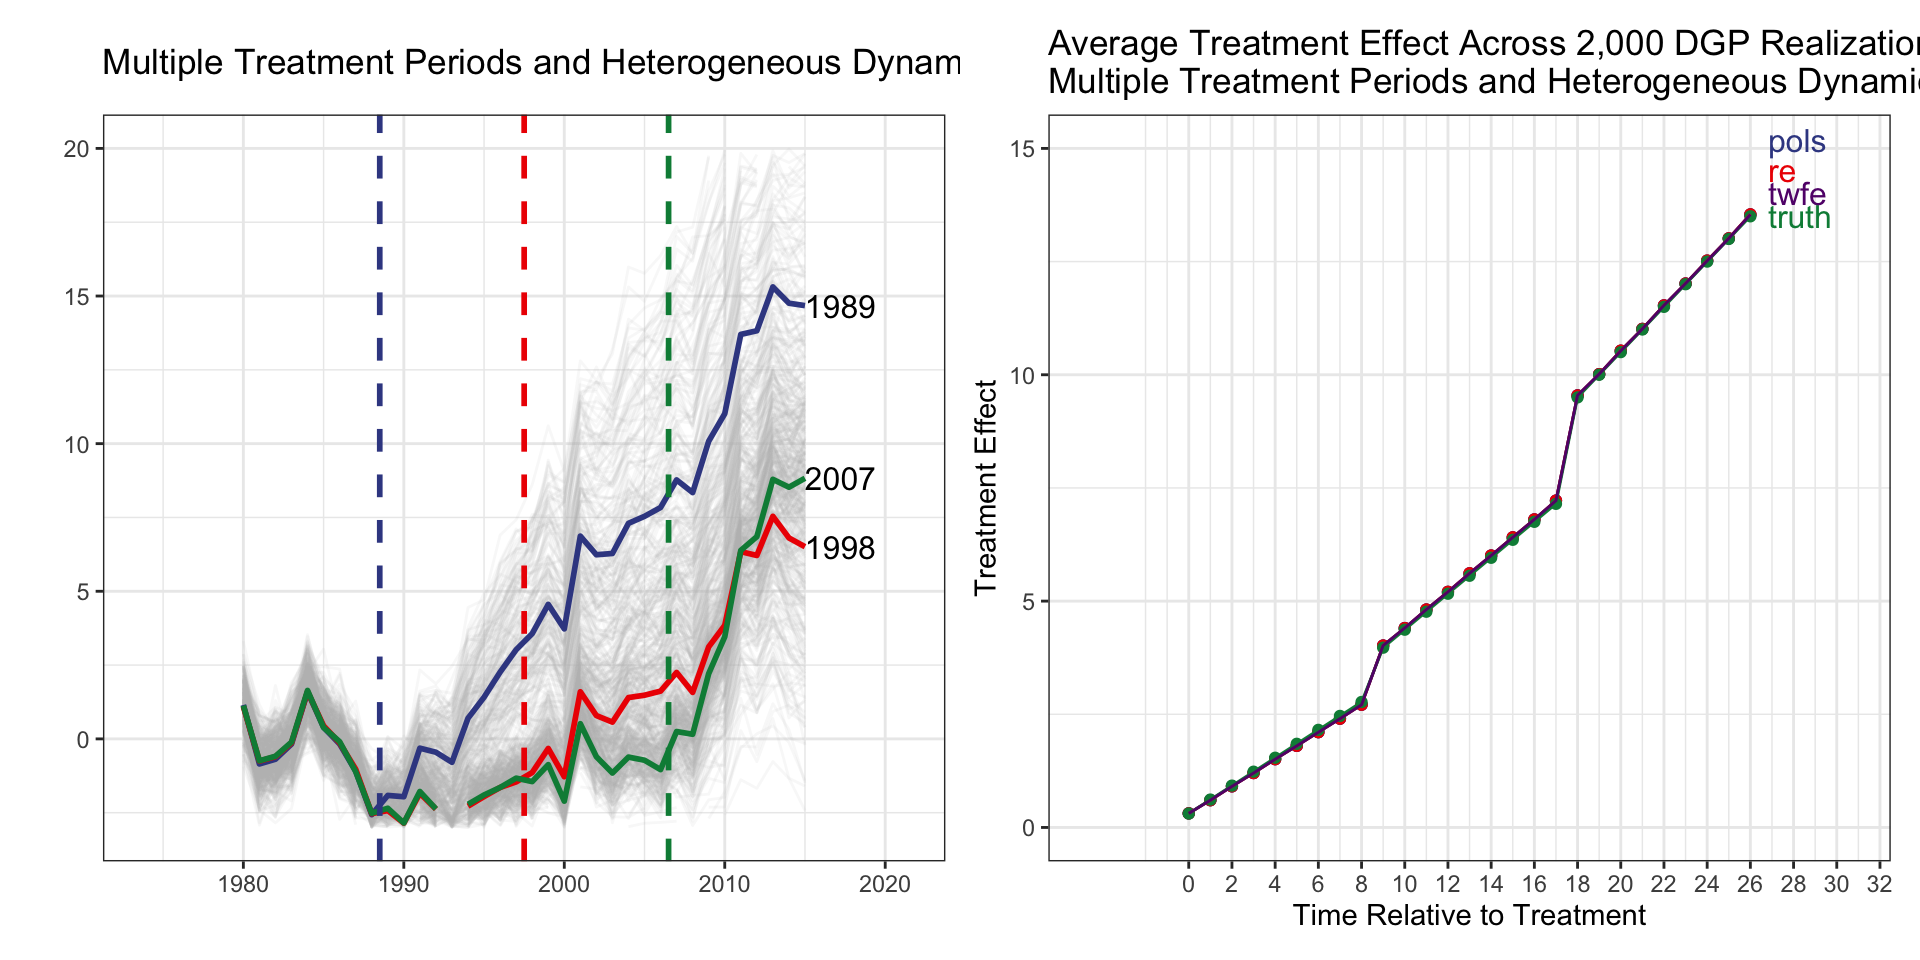 Multiple Treatment Periods and Heterogeneous Dynam
20
15
10
5
0
1989
2007
1998
1980
1990
2000
2010
2020
Average Treatment Effect Across 2,000 DGP Realization
Multiple Treatment Periods and Heterogeneous Dynamic
Treatment Effect
15
10
5
0
pols
re
twfe
truth
0 2 4 6 8 10 12 14 16 18 20 22 24 26 28 30 32
Time Relative to Treatment